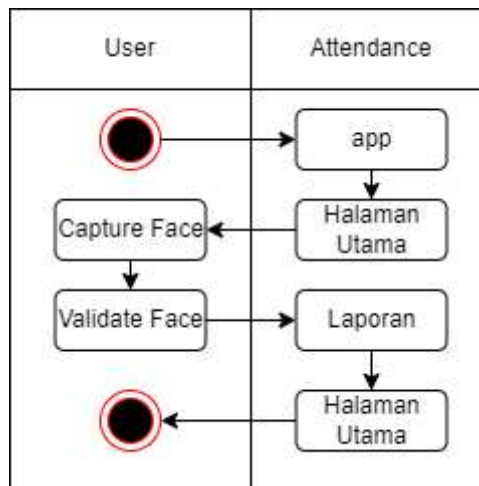 User
Attendance
app
Halaman
Utama
Capture Face
Validate Face
Laporan
Halaman
Utama